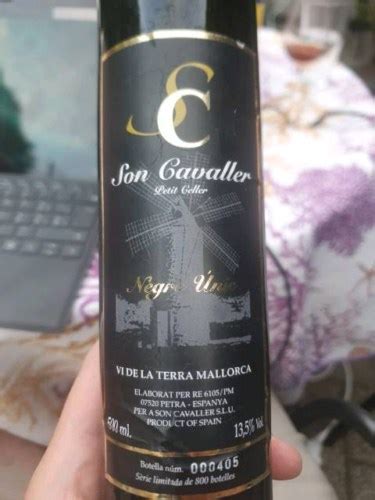 SC
Son Cavaller
Petit Celler
Negre Únic
VI DE LA TERRA MALLORCA
ELABORAT PER RE 6105/PM
07520 PETRA - ESPANYA
PER A SON CAVALLER S.L.U.
500 ml. PRODUCT OF SPAIN 13,5% Vol.
Botella núm. 000405
Sèrie limitada de 800 botelles